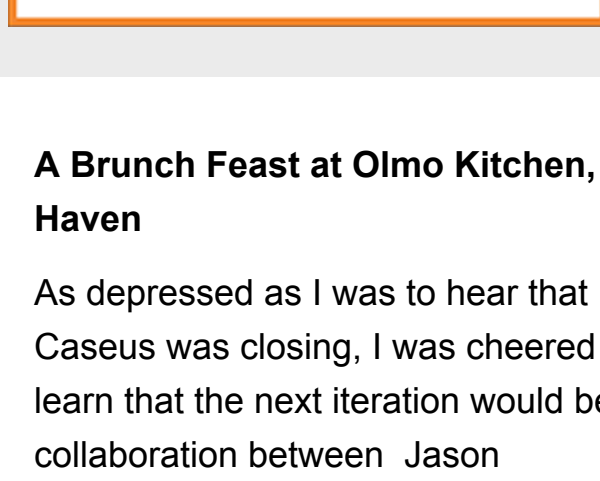 A Brunch Feast at Olmo Kitchen,
Haven
As depressed as I was to hear that
Caseus was closing, I was cheered
learn that the next iteration would be
collaboration between  Jason